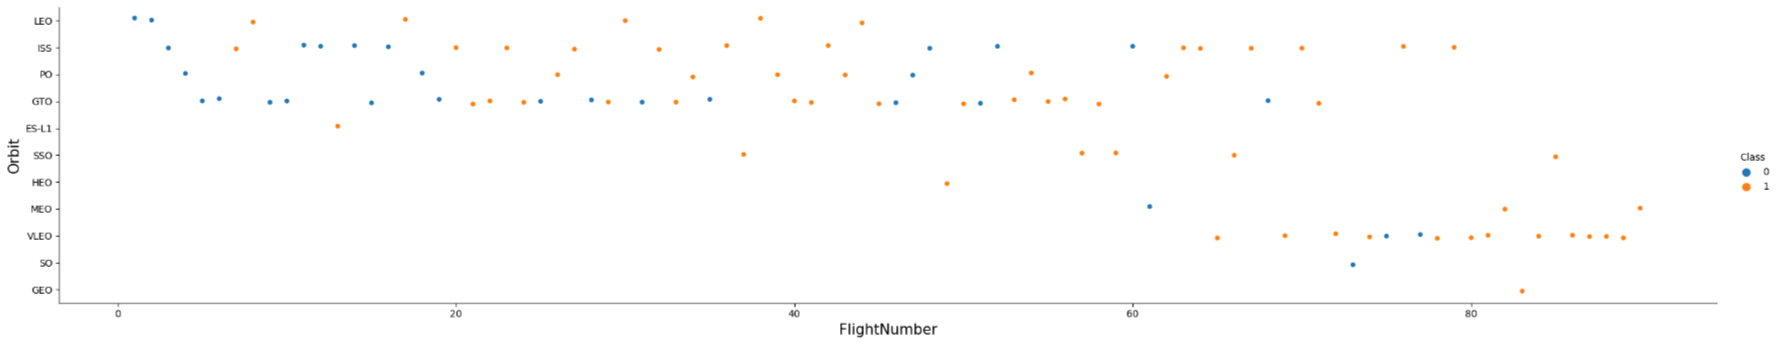 LEO
ISS
PO
GTO
ES-L1
SSO
HEO
MEO
VLEO
SO
GEO
Orbit
0 20 40 60 80
FlightNumber
Class
0
1